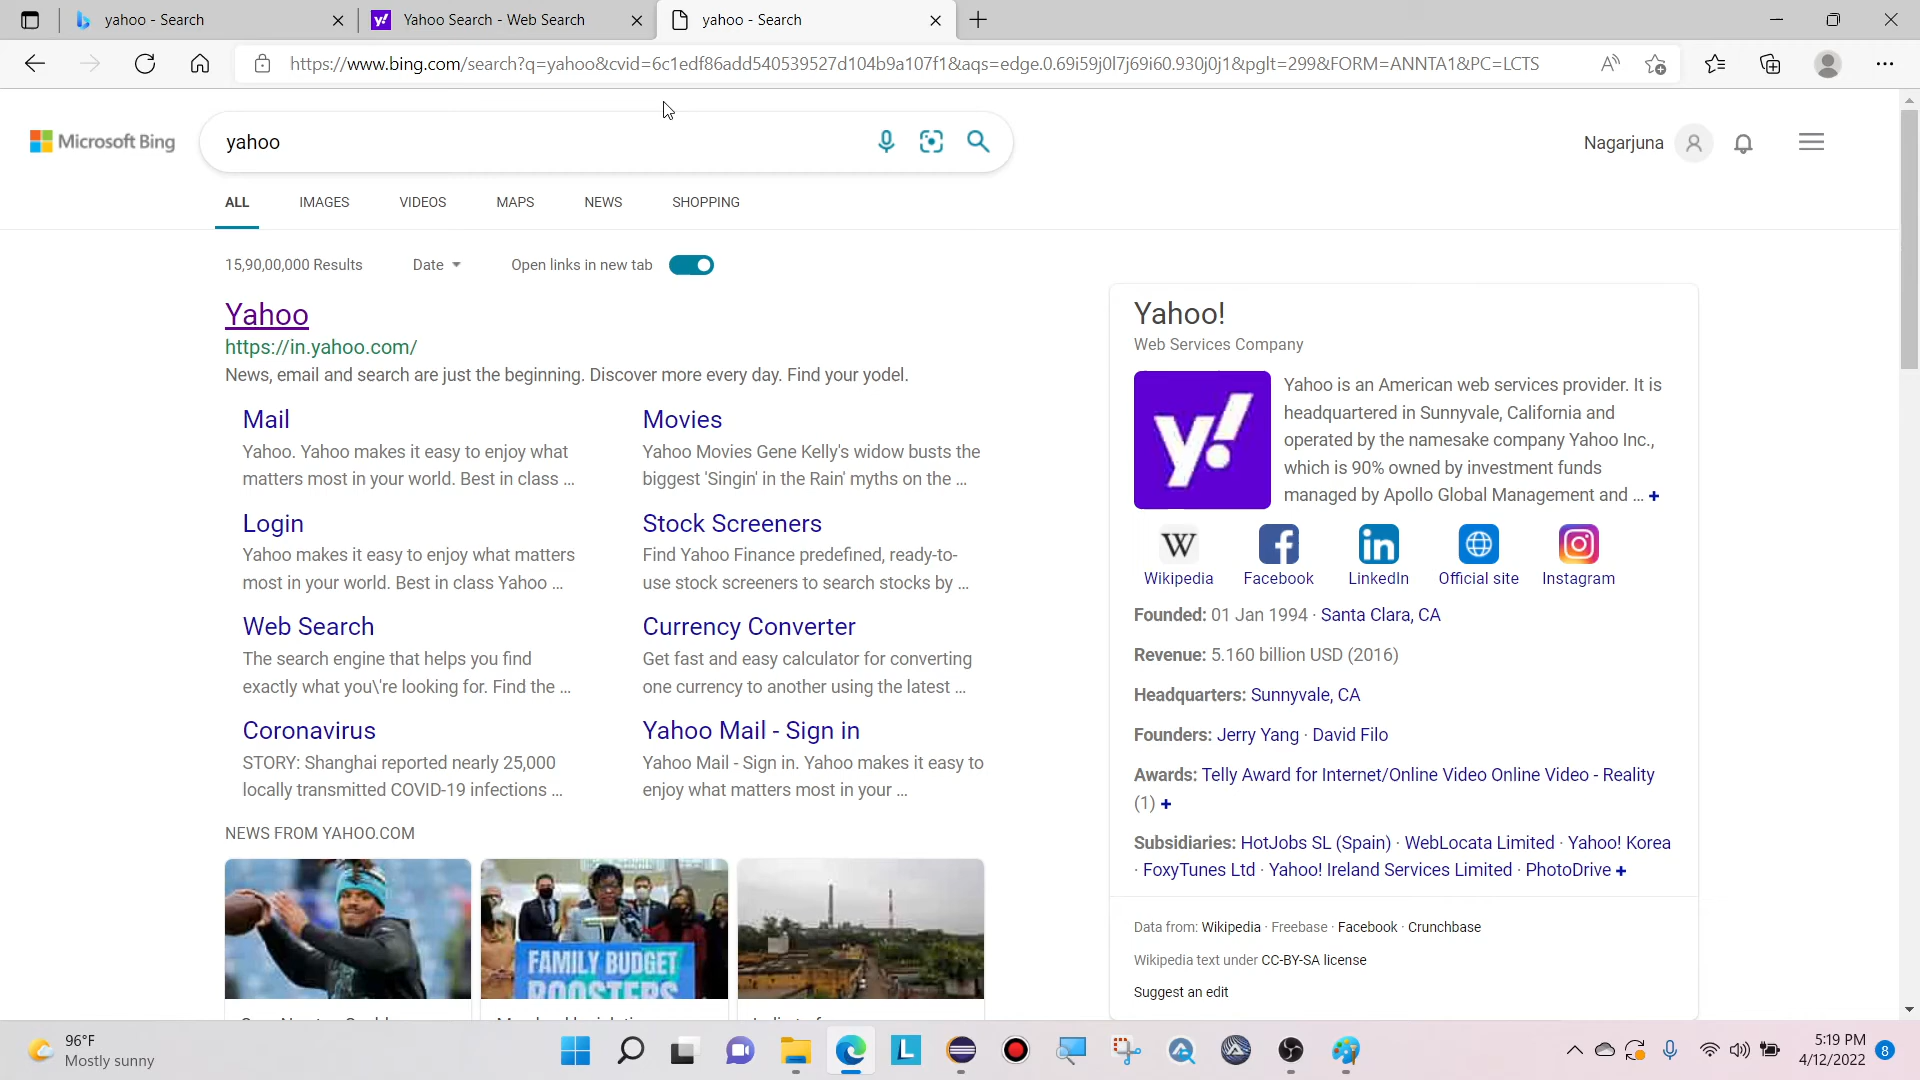 yahoo - Search
Yahoo Search - Web Search
yahoo - Search
https://www.bing.com/search?q=yahoo&cvid=6c1edf86add540539527d104b9a107f1&aqs=edge.0.69i59j0l7j69i60.930j0j1&pglt=299&FORM=ANNTA1&PC=LCTS
Microsoft Bing
yahoo
Nagarjuna
ALL IMAGES VIDEOS MAPS NEWS SHOPPING
15,90,00,000 Results Date Open links in new tab
Yahoo
https://in.yahoo.com/
News, email and search are just the beginning. Discover more every day. Find your yodel.
Mail
Yahoo. Yahoo makes it easy to enjoy what
matters most in your world. Best in class ...
Movies
Yahoo Movies Gene Kelly's widow busts the
biggest 'Singin' in the Rain' myths on the ...
Login
Yahoo makes it easy to enjoy what matters
most in your world. Best in class Yahoo ...
Stock Screeners
Find Yahoo Finance predefined, ready-to-
use stock screeners to search stocks by ...
Web Search
The search engine that helps you find
exactly what you\'re looking for. Find the ...
Currency Converter
Get fast and easy calculator for converting
one currency to another using the latest ...
Coronavirus
STORY: Shanghai reported nearly 25,000
locally transmitted COVID-19 infections ...
Yahoo Mail - Sign in
Yahoo Mail - Sign in. Yahoo makes it easy to
enjoy what matters most in your ...
NEWS FROM YAHOO.COM
FAMILY BUDGET
BOOSTERS
Yahoo!
Web Services Company
y!
Yahoo is an American web services provider. It is
headquartered in Sunnyvale, California and
operated by the namesake company Yahoo Inc.,
which is 90% owned by investment funds
managed by Apollo Global Management and ... +
Wikipedia Facebook LinkedIn Official site Instagram
Founded: 01 Jan 1994 · Santa Clara, CA
Revenue: 5.160 billion USD (2016)
Headquarters: Sunnyvale, CA
Founders: Jerry Yang · David Filo
Awards: Telly Award for Internet/Online Video Online Video - Reality
(1) +
Subsidiaries: HotJobs SL (Spain) · WebLocata Limited · Yahoo! Korea
· FoxyTunes Ltd · Yahoo! Ireland Services Limited · PhotoDrive +
Data from: Wikipedia · Freebase · Facebook · Crunchbase
Wikipedia text under CC-BY-SA license
Suggest an edit
96°F
Mostly sunny
5:19 PM
4/12/2022
8